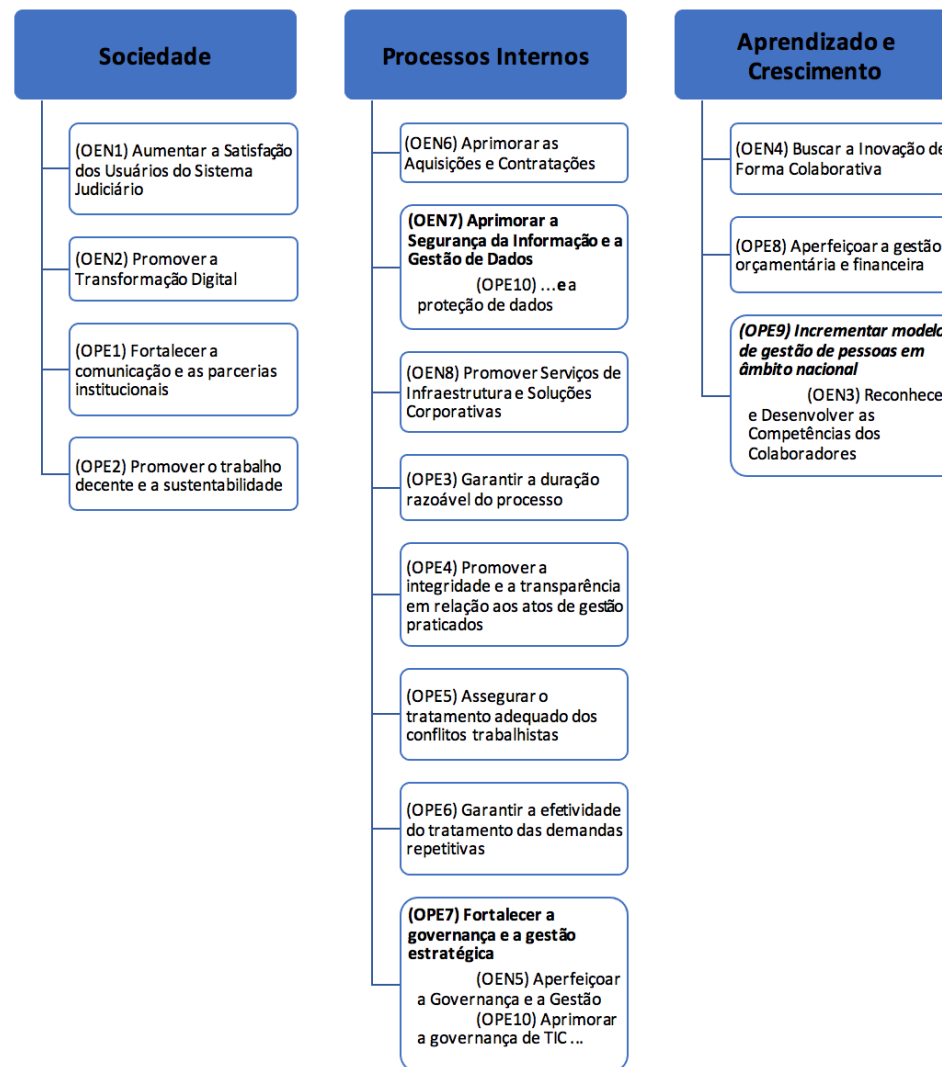 Sociedade
(OEN1) Aumentar a Satisfação
dos Usuários do Sistema
Judiciário
(OEN2) Promover a
Transformação Digital
(OPE1) Fortalecer a
comunicação e as parcerias
institucionais
(OPE2) Promover o trabalho
decente e a sustentabilidade
Processos Internos
(OEN6) Aprimorar as
Aquisições e Contratações
(OEN7) Aprimorar a
Segurança da Informação e a
Gestão de Dados
(OPE10) ...e a
proteção de dados
(OEN8) Promover Serviços de
Infraestrutura e Soluções
Corporativas
(OPE3) Garantir a duração
razoável do processo
(OPE4) Promover a
integridade e a transparência
em relação aos atos de gestão
praticados
(OPE5) Assegurar o
tratamento adequado dos
conflitos trabalhistas
(OPE6) Garantir a efetividade
do tratamento das demandas
repetitivas
(OPE7) Fortalecer a
governança e a gestão
estratégica
(OEN5) Aperfeiçoar
a Governança e a Gestão
(OPE10) Aprimorar
a governança de TIC ...
Aprendizado e
Crescimento
(OEN4) Buscar a Inovação de
Forma Colaborativa
(OPE8) Aperfeiçoar a gestão
orçamentária e financeira
(OPE9) Incrementar modelo
de gestão de pessoas em
âmbito nacional
(OEN3) Reconhece
e Desenvolver as
Competências dos
Colaboradores